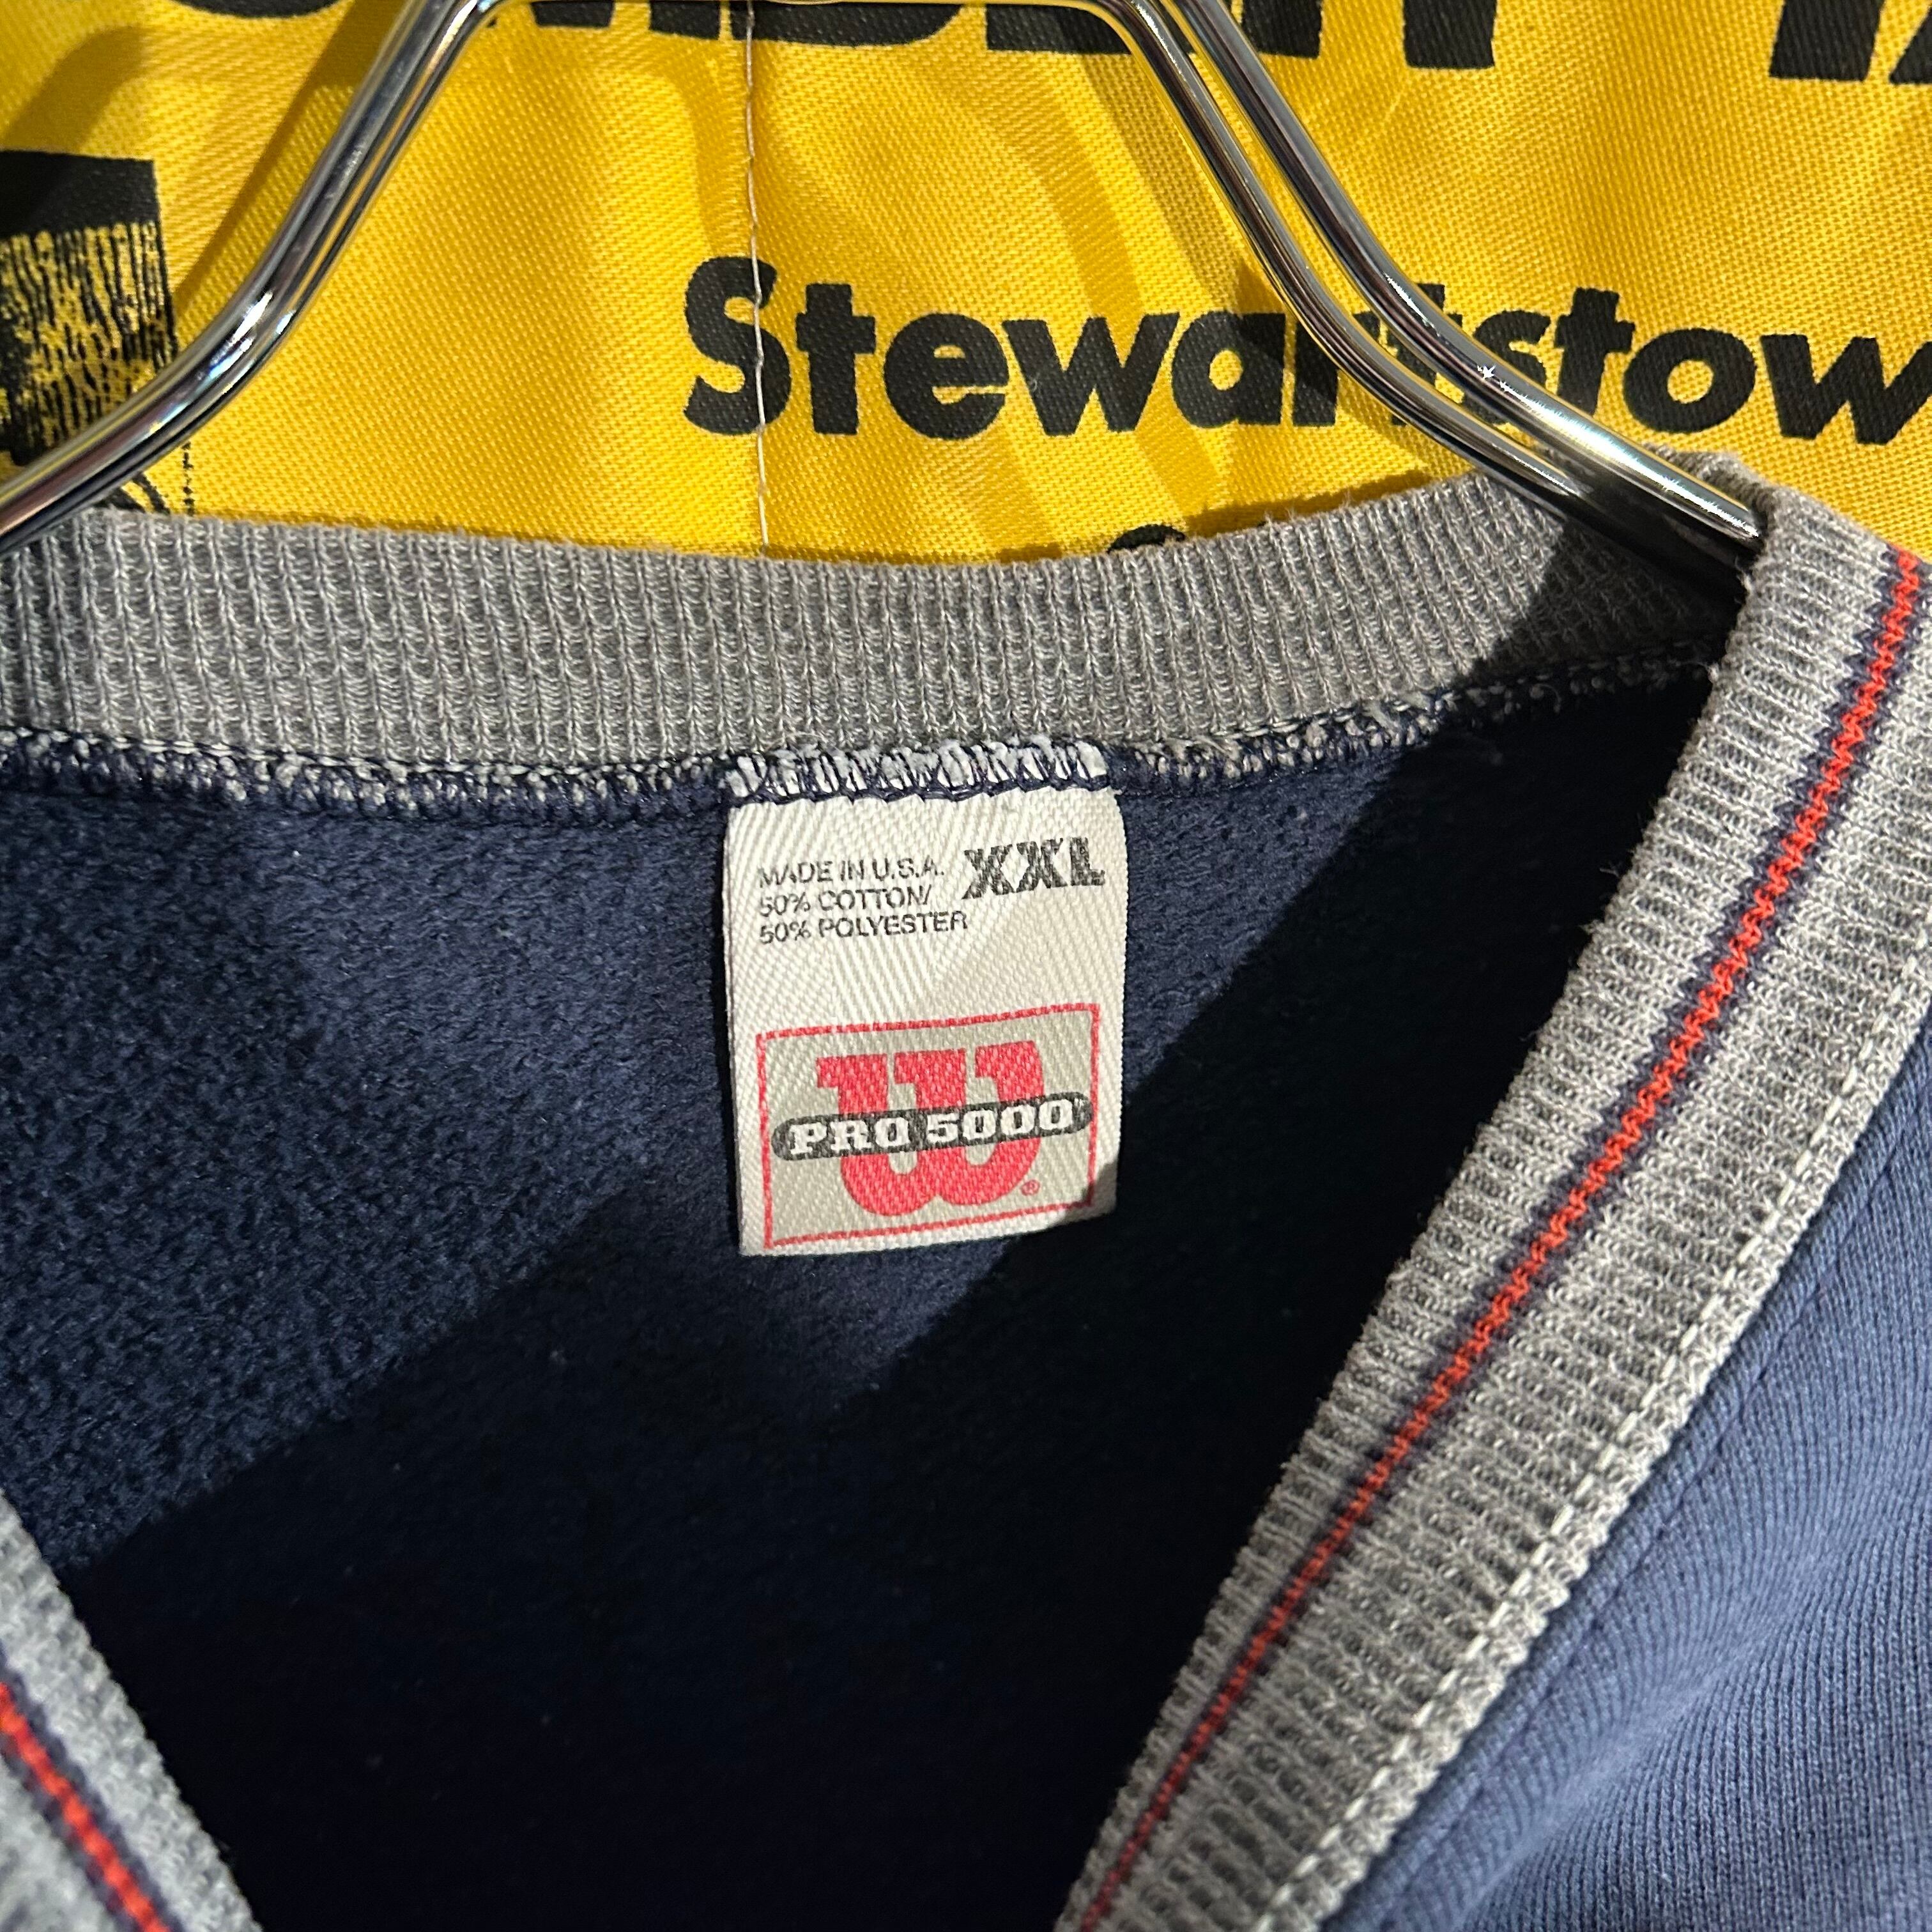 Stewartstow
MADE IN U.S.A. XXL
50% COTTON/
50% POLYESTER
W
PRO 5000
®